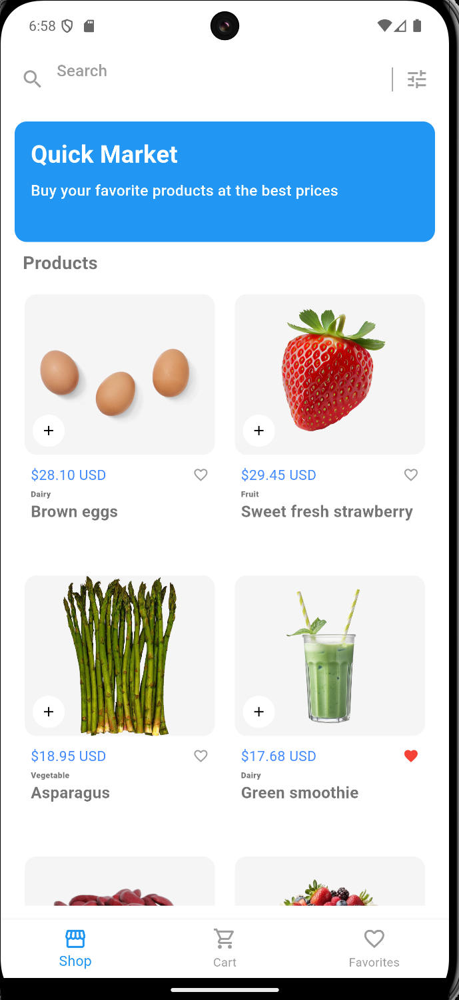 6:58
Search
Quick Market
Buy your favorite products at the best prices
Products
$28.10 USD
Dairy
Brown eggs
$29.45 USD
Fruit
Sweet fresh strawberry
$18.95 USD
Vegetable
Asparagus
$17.68 USD
Dairy
Green smoothie
Shop
Cart
Favorites